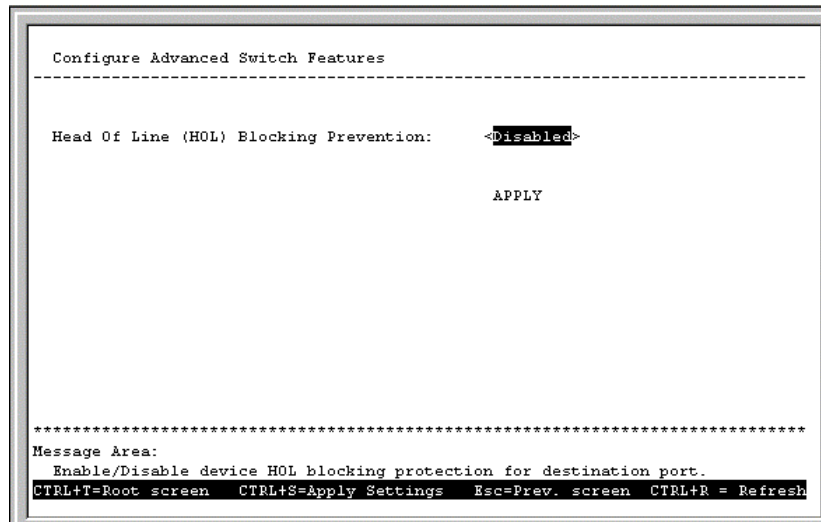 Configure Advanced Switch Features
--------------------------------------------------------------------------------
Head Of Line (HOL) Blocking Prevention: <Disabled>
APPLY
********************************************************************************
Message Area:
Enable/Disable device HOL blocking protection for destination port.
CTRL+T=Root screen CTRL+S=Apply Settings Esc=Prev. screen CTRL+R = Refresh